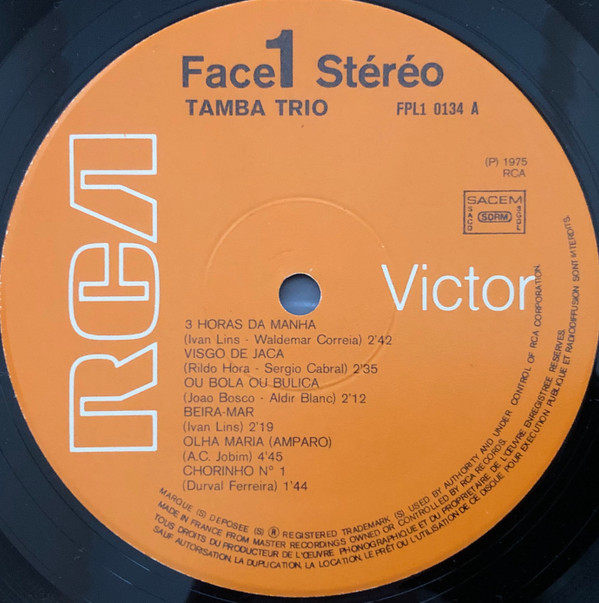 Face 1 Stéréo
TAMBA TRIO FPL1 0134 A
(P) 1975
RCA
SACEM
SACD SDRM SGDL
RCA
Victor
3 HORAS DA MANHA
(Ivan Lins - Waldemar Correia) 2'42
VISGO DE JACA
(Rildo Hora - Sergio Cabral) 2'35
OU BOLA OU BULICA
(Joao Bosco - Aldir Blanc) 2'12
BEIRA-MAR
(Ivan Lins) 2'19
OLHA MARIA (AMPARO)
(A.C. Jobim) 4'45
CHORINHO N° 1
(Durval Ferreira) 1'44
MARQUE (S) DEPOSEE (S) ® REGISTERED TRADEMARK (S) USED BY AUTHORITY AND UNDER CONTROL OF RCA CORPORATION.
MADE IN FRANCE FROM MASTER RECORDINGS OWNED OR CONTROLLED BY RCA RECORDS.
TOUS DROITS DU PRODUCTEUR DE L'ŒUVRE PHONOGRAPHIQUE ET DU PROPRIETAIRE DE L'ŒUVRE ENREGISTREE RESERVES.
SAUF AUTORISATION, LA DUPLICATION, LA LOCATION, LE PRÊT OU L'UTILISATION DE CE DISQUE POUR EXECUTION PUBLIQUE ET RADIODIFFUSION SONT INTERDITS.